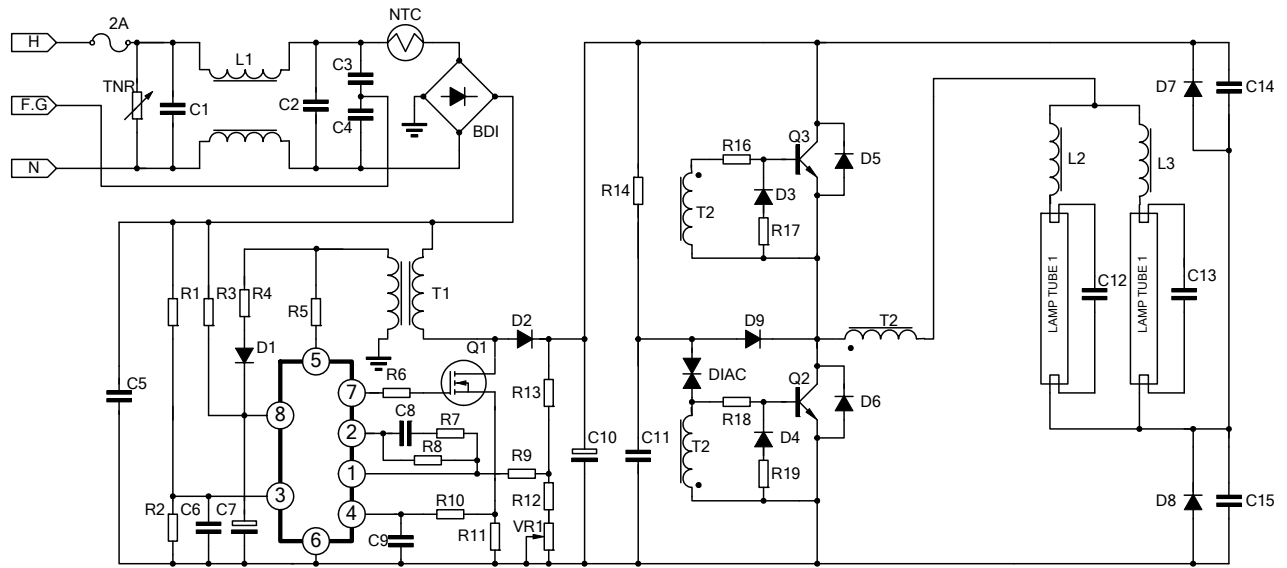 2A
NTC
H
L1
C3
D7
C14
TNR
C1
C2
F.G
C4
BDI
Q3
R16
D5
L2
L3
N
R14
D3
T2
R17
R1
R3
R4
R5
T1
LAMP TUBE 1
C12
LAMP TUBE 1
C13
D1
Q1
D2
D9
T2
5
DIAC
C5
7
R6
R13
Q2
8
C8
R7
R18
D6
2
R8
C10
C11
T2
D4
1
R9
R19
3
R10
R12
R2
C6
C7
4
D8
C15
6
C9
R11
VR1